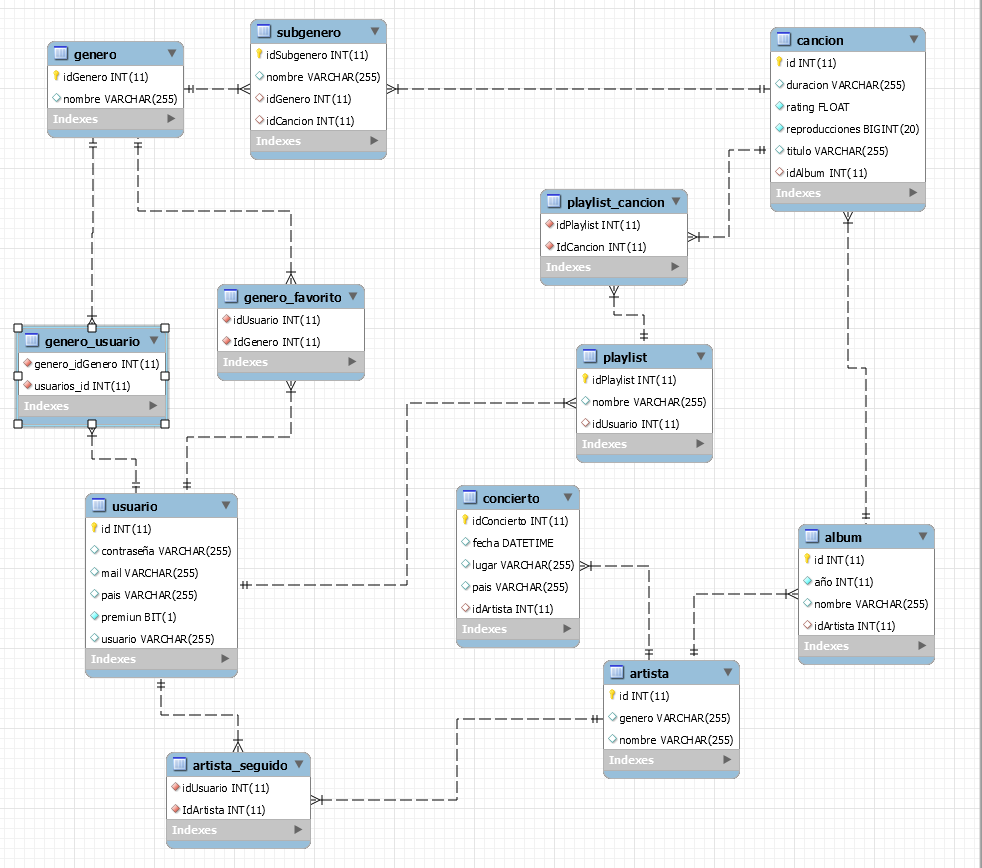 genero
idGenero INT(11)
nombre VARCHAR(255)
Indexes
subgenero
idSubgenero INT(11)
nombre VARCHAR(255)
idGenero INT(11)
idCancion INT(11)
Indexes
cancion
id INT(11)
duracion VARCHAR(255)
rating FLOAT
reproducciones BIGINT(20)
titulo VARCHAR(255)
idAlbum INT(11)
Indexes
playlist_cancion
idPlaylist INT(11)
IdCancion INT(11)
Indexes
genero_favorito
idUsuario INT(11)
IdGenero INT(11)
Indexes
genero_usuario
genero_idGenero INT(11)
usuarios_id INT(11)
Indexes
playlist
idPlaylist INT(11)
nombre VARCHAR(255)
idUsuario INT(11)
Indexes
usuario
id INT(11)
contraseña VARCHAR(255)
mail VARCHAR(255)
pais VARCHAR(255)
premiun BIT(1)
usuario VARCHAR(255)
Indexes
concierto
idConcierto INT(11)
fecha DATETIME
lugar VARCHAR(255)
pais VARCHAR(255)
idArtista INT(11)
Indexes
album
id INT(11)
año INT(11)
nombre VARCHAR(255)
idArtista INT(11)
Indexes
artista
id INT(11)
genero VARCHAR(255)
nombre VARCHAR(255)
Indexes
artista_seguido
idUsuario INT(11)
IdArtista INT(11)
Indexes